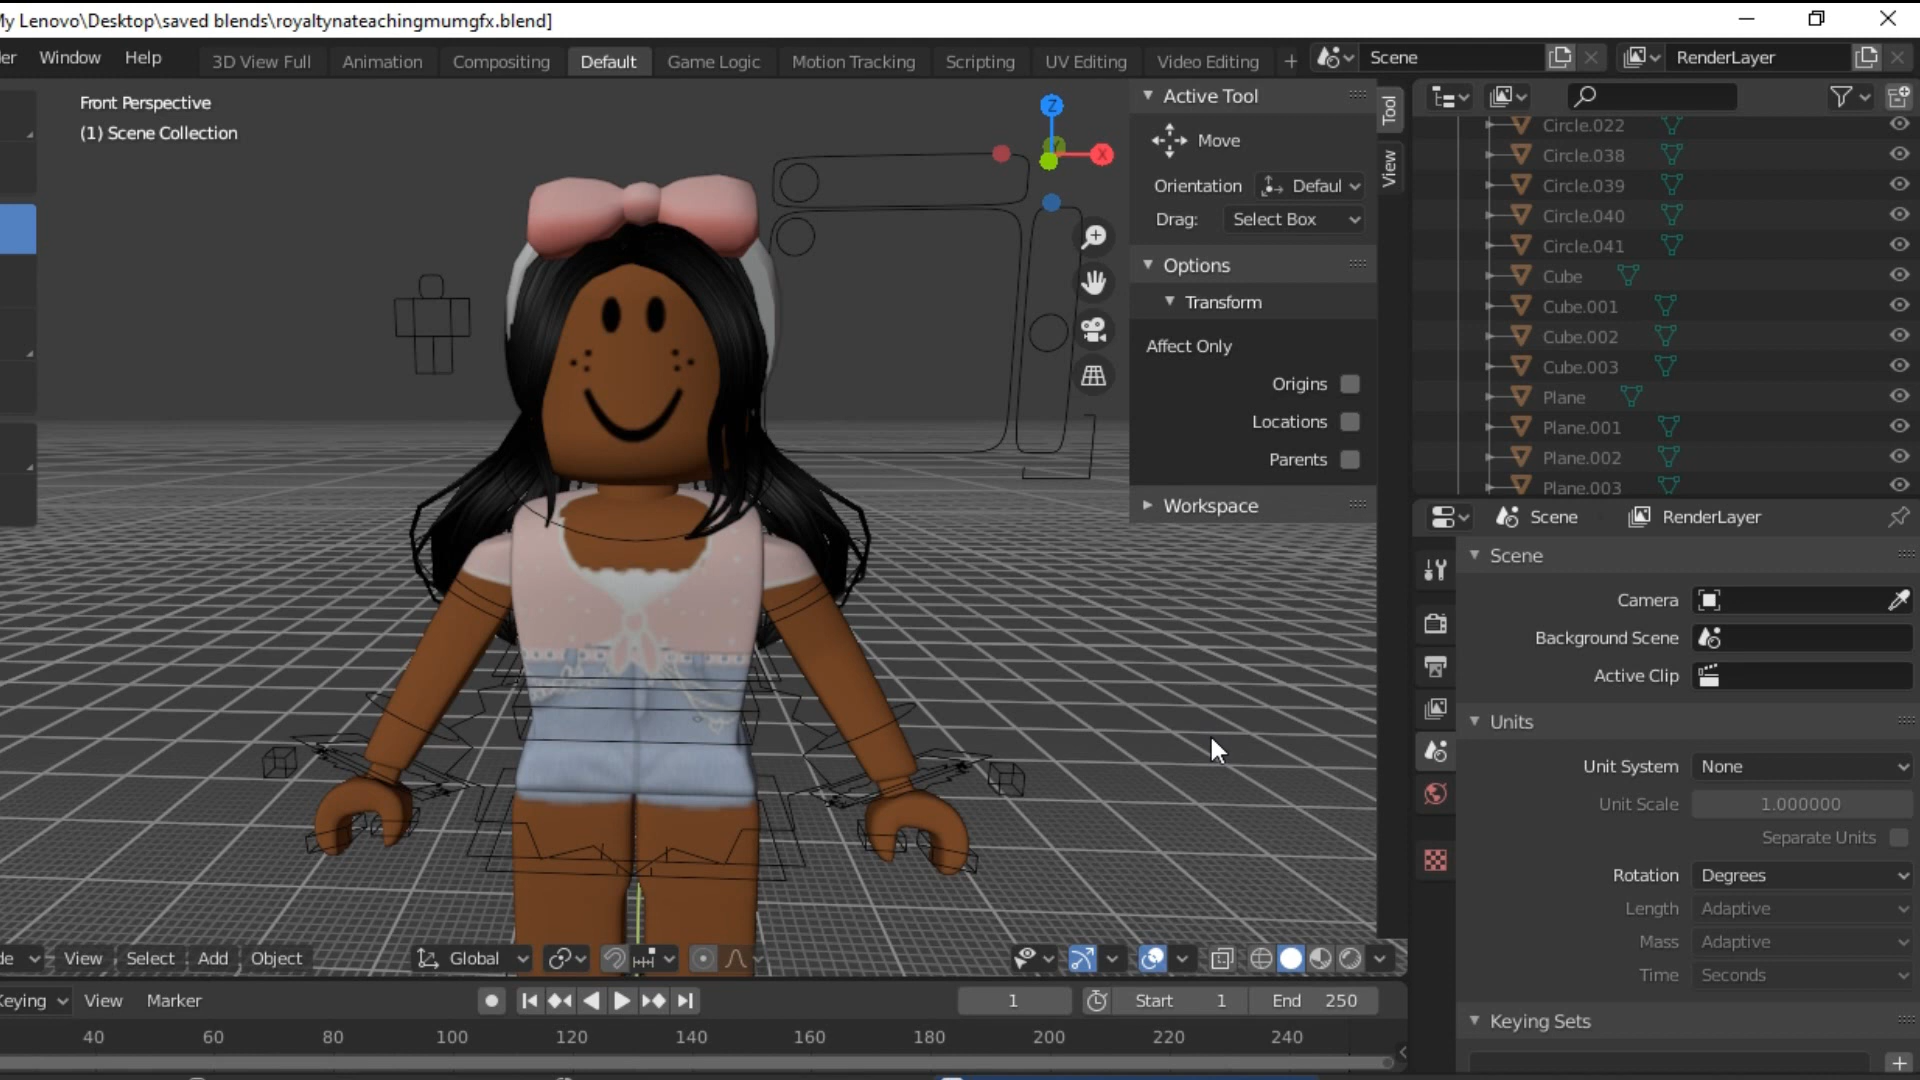 My Lenovo\Desktop\saved blends\royaltynateachingmumgfx.blend]
er Window Help 3D View Full Animation Compositing Default Game Logic Motion Tracking Scripting UV Editing Video Editing + Scene RenderLayer
Front Perspective
(1) Scene Collection
Z
X
Y
Active Tool
Move
Orientation Defaul
Drag: Select Box
Options
Transform
Affect Only
Origins
Locations
Parents
Workspace
Tool
View
Circle.022
Circle.038
Circle.039
Circle.040
Circle.041
Cube
Cube.001
Cube.002
Cube.003
Plane
Plane.001
Plane.002
Plane.003
Scene RenderLayer
Scene
Camera
Background Scene
Active Clip
Units
Unit System None
Unit Scale 1.000000
Separate Units
Rotation Degrees
Length Adaptive
Mass Adaptive
Time Seconds
Keying Sets
de View Select Add Object Global
Keying View Marker 1 Start 1 End 250
40 60 80 100 120 140 160 180 200 220 240